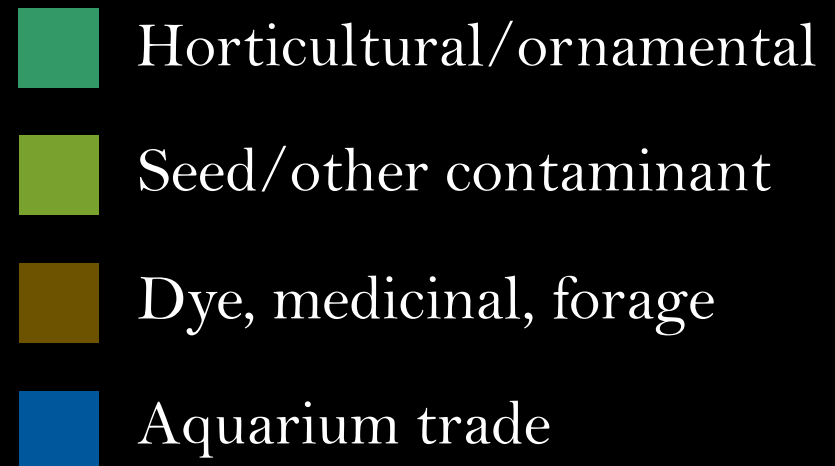 Horticultural/ornamental
Seed/other contaminant
Dye, medicinal, forage
Aquarium trade